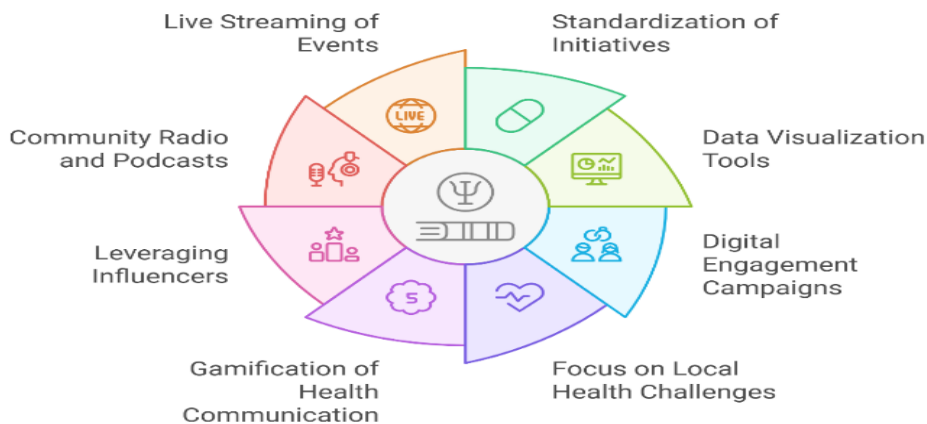 Live Streaming of
Events
Standardization of
Initiatives
Community Radio
and Podcasts
LIVE
Data Visualization
Tools
Ψ
Leveraging
Influencers
Digital
Engagement
Campaigns
S
Gamification of
Health
Communication
Focus on Local
Health Challenges